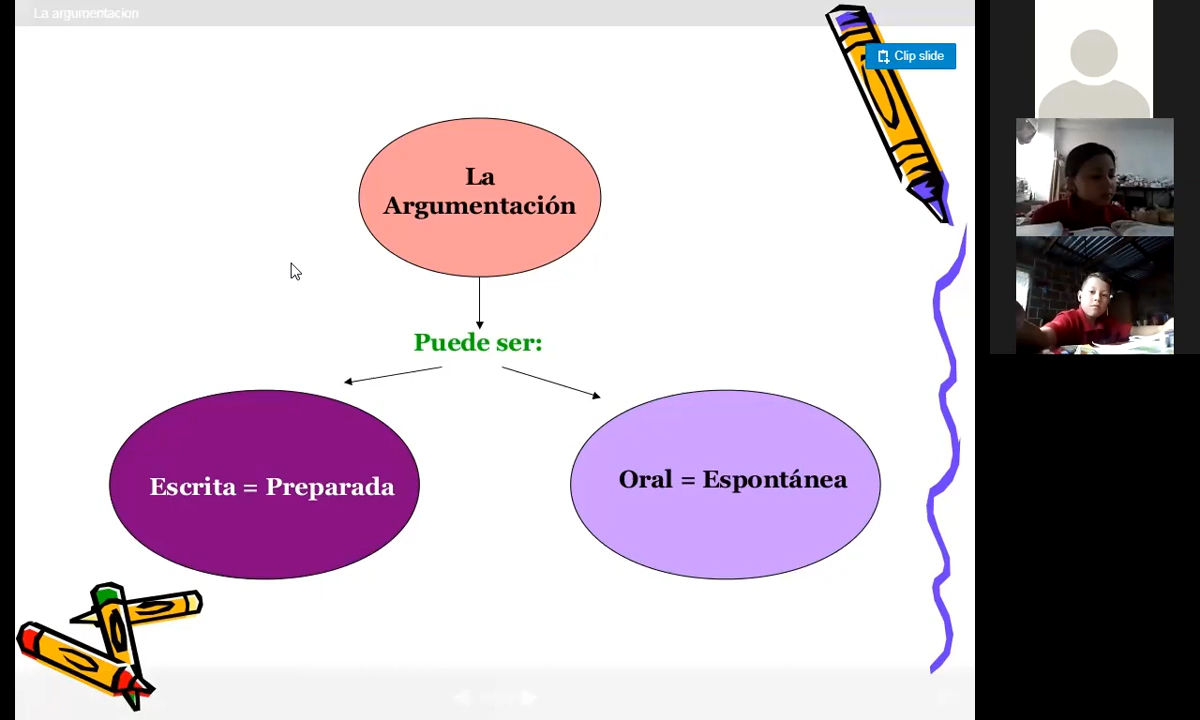 La argumentacion
Clip slide
La
Argumentación
Puede ser:
Escrita = Preparada
Oral = Espontánea